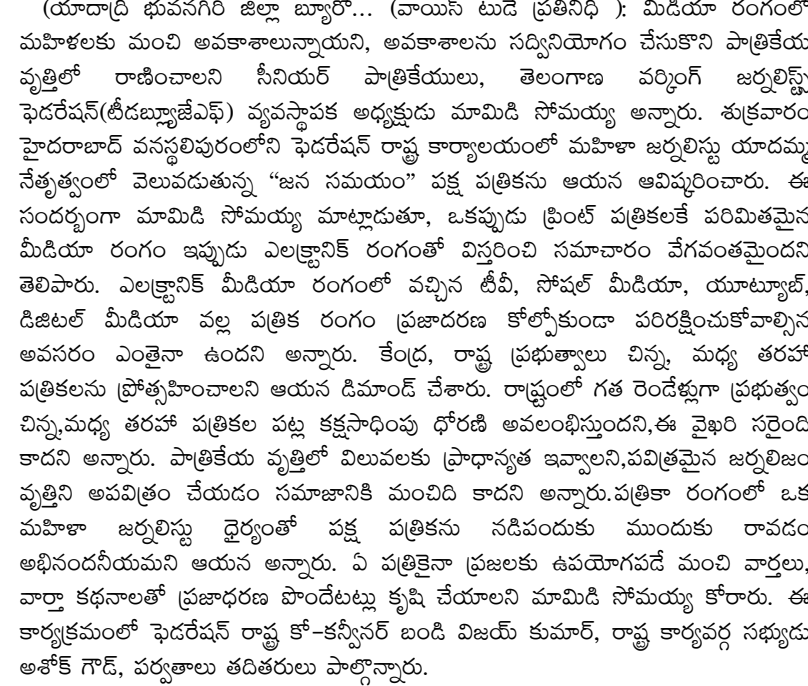 (యాదాద్రి భువనగిరి జిల్లా బ్యూరో... (వాయిస్ టుడే ప్రతినిధి ): మీడియా రంగంలో
మహిళలకు మంచి అవకాశాలున్నాయని, అవకాశాలను సద్వినియోగం చేసుకొని పాత్రికేయ
వృత్తిలో రాణించాలని సీనియర్ పాత్రికేయులు, తెలంగాణ వర్కింగ్ జర్నలిస్ట్స్
ఫెడరేషన్(టీడబ్ల్యూజేఎఫ్) వ్యవస్థాపక అధ్యక్షుడు మామిడి సోమయ్య అన్నారు. శుక్రవారం
హైదరాబాద్ వనస్థలిపురంలోని ఫెడరేషన్ రాష్ట్ర కార్యాలయంలో మహిళా జర్నలిస్టు యాదమ్మ
నేతృత్వంలో వెలువడుతున్న "జన సమయం" పక్ష పత్రికను ఆయన ఆవిష్కరించారు. ఈ
సందర్బంగా మామిడి సోమయ్య మాట్లాడుతూ, ఒకప్పుడు ప్రింట్ పత్రికలకే పరిమితమైన
మీడియా రంగం ఇప్పుడు ఎలక్ట్రానిక్ రంగంతో విస్తరించి సమాచారం వేగవంతమైందని
తెలిపారు. ఎలక్ట్రానిక్ మీడియా రంగంలో వచ్చిన టీవీ, సోషల్ మీడియా, యూట్యూబ్,
డిజిటల్ మీడియా వల్ల పత్రిక రంగం ప్రజాదరణ కోల్పోకుండా పరిరక్షించుకోవాల్సిన
అవసరం ఎంతైనా ఉందని అన్నారు. కేంద్ర, రాష్ట్ర ప్రభుత్వాలు చిన్న, మధ్య తరహా
పత్రికలను ప్రోత్సహించాలని ఆయన డిమాండ్ చేశారు. రాష్ట్రంలో గత రెండేళ్లుగా ప్రభుత్వం
చిన్న,మధ్య తరహా పత్రికల పట్ల కక్షసాధింపు ధోరణి అవలంభిస్తుందని,ఈ వైఖరి సరైంది
కాదని అన్నారు. పాత్రికేయ వృత్తిలో విలువలకు ప్రాధాన్యత ఇవ్వాలని,పవిత్రమైన జర్నలిజం
వృత్తిని అపవిత్రం చేయడం సమాజానికి మంచిది కాదని అన్నారు.పత్రికా రంగంలో ఒక
మహిళా జర్నలిస్టు ధైర్యంతో పక్ష పత్రికను నడిపందుకు ముందుకు రావడం
అభినందనీయమని ఆయన అన్నారు. ఏ పత్రికైనా ప్రజలకు ఉపయోగపడే మంచి వార్తలు,
వార్తా కథనాలతో ప్రజాధరణ పొందేటట్లు కృషి చేయాలని మామిడి సోమయ్య కోరారు. ఈ
కార్యక్రమంలో ఫెడరేషన్ రాష్ట్ర కో-కన్వీనర్ బండి విజయ్ కుమార్, రాష్ట్ర కార్యవర్గ సభ్యుడు
అశోక్ గౌడ్, పర్వతాలు తదితరులు పాల్గొన్నారు.